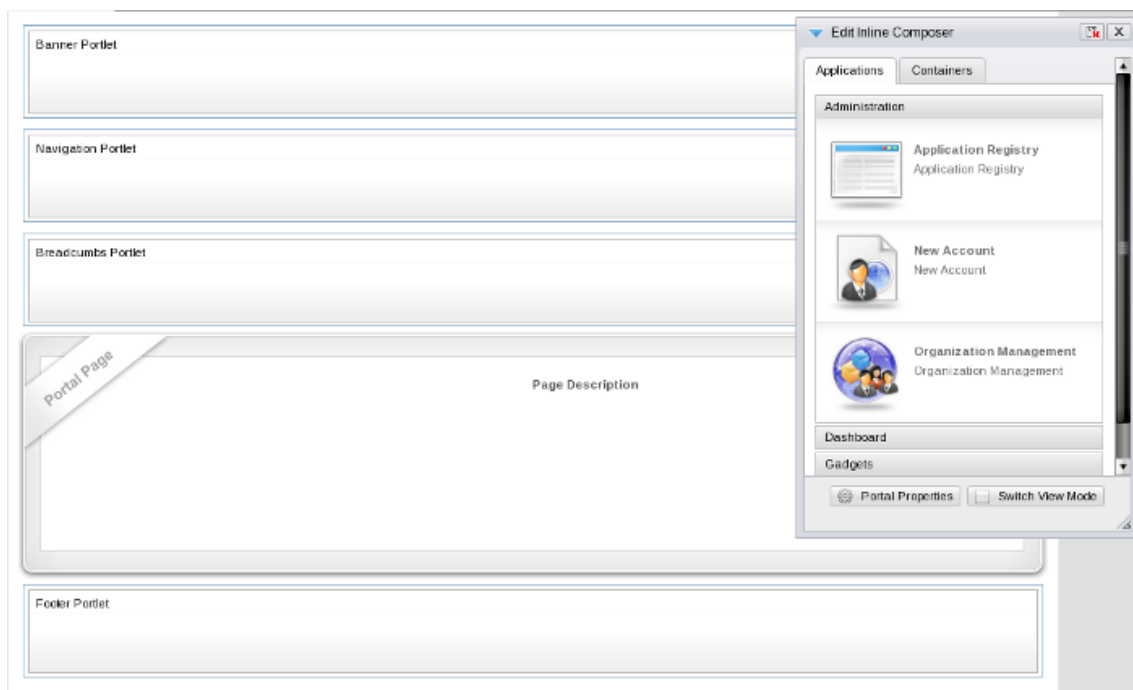 Banner Portlet
Navigation Portlet
Breadcumbs Portlet
Portal Page
Page Description
Footer Portlet
Edit Inline Composer
Applications
Containers
Administration
Application Registry
Application Registry
New Account
New Account
Organization Management
Organization Management
Dashboard
Gadgets
Portal Properties
Switch View Mode